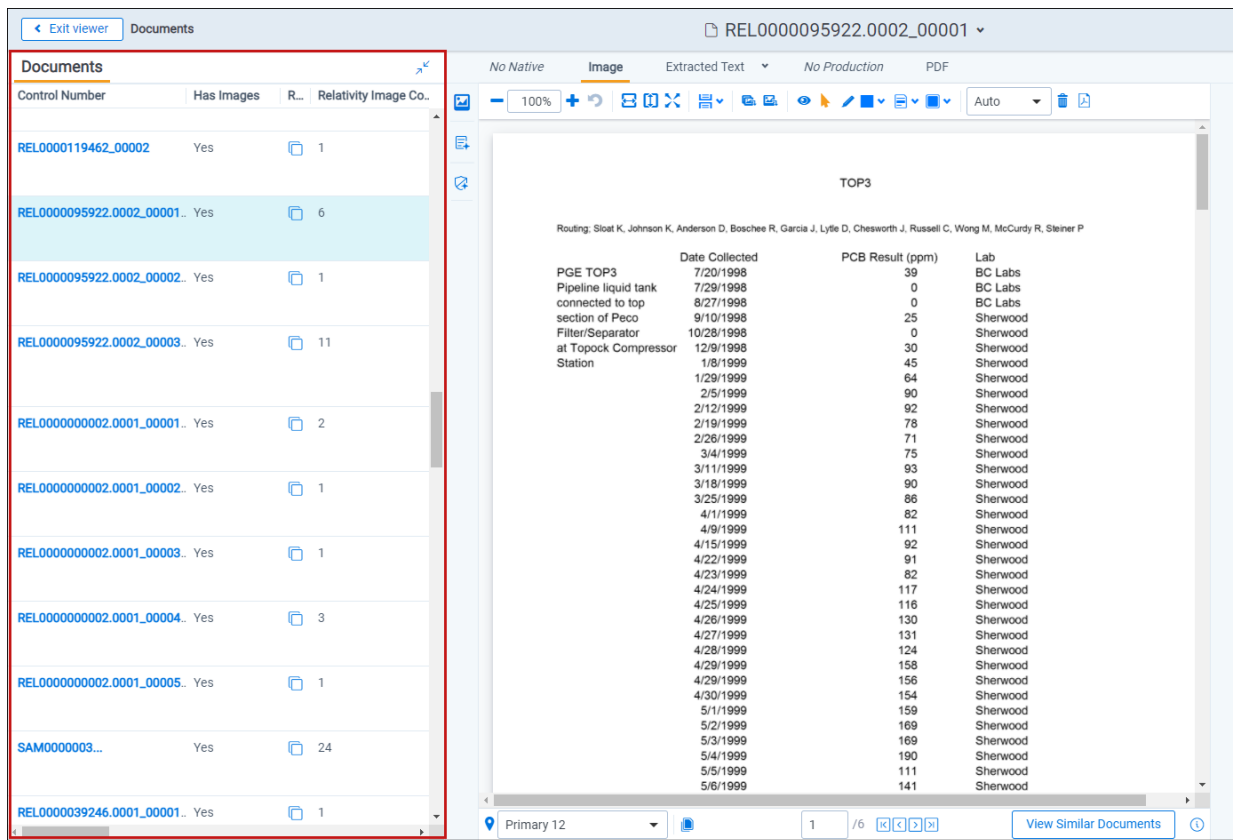 Exit viewer Documents REL0000095922.0002_00001
Documents
Control Number Has Images R... Relativity Image Co..
REL0000119462_00002 Yes 1
REL0000095922.0002_00001.. Yes 6
REL0000095922.0002_00002.. Yes 1
REL0000095922.0002_00003.. Yes 11
REL0000000002.0001_00001.. Yes 2
REL0000000002.0001_00002.. Yes 1
REL0000000002.0001_00003.. Yes 1
REL0000000002.0001_00004.. Yes 3
REL0000000002.0001_00005.. Yes 1
SAM0000003... Yes 24
REL0000039246.0001_00001.. Yes 1
No Native Image Extracted Text No Production PDF
100% Auto
TOP3
Routing; Sloat K, Johnson K, Anderson D, Boschee R, Garcia J, Lytle D, Chesworth J, Russell C, Wong M, McCurdy R, Steiner P
Date Collected PCB Result (ppm) Lab
PGE TOP3 7/20/1998 39 BC Labs
Pipeline liquid tank 7/29/1998 0 BC Labs
connected to top 8/27/1998 0 BC Labs
section of Peco 9/10/1998 25 Sherwood
Filter/Separator 10/28/1998 0 Sherwood
at Topock Compressor 12/9/1998 30 Sherwood
Station 1/8/1999 45 Sherwood
1/29/1999 64 Sherwood
2/5/1999 90 Sherwood
2/12/1999 92 Sherwood
2/19/1999 78 Sherwood
2/26/1999 71 Sherwood
3/4/1999 75 Sherwood
3/11/1999 93 Sherwood
3/18/1999 90 Sherwood
3/25/1999 86 Sherwood
4/1/1999 82 Sherwood
4/9/1999 111 Sherwood
4/15/1999 92 Sherwood
4/22/1999 91 Sherwood
4/23/1999 82 Sherwood
4/24/1999 117 Sherwood
4/25/1999 116 Sherwood
4/26/1999 130 Sherwood
4/27/1999 131 Sherwood
4/28/1999 124 Sherwood
4/29/1999 158 Sherwood
4/29/1999 156 Sherwood
4/30/1999 154 Sherwood
5/1/1999 159 Sherwood
5/2/1999 169 Sherwood
5/3/1999 169 Sherwood
5/4/1999 190 Sherwood
5/5/1999 111 Sherwood
5/6/1999 141 Sherwood
Primary 12 1 /6 View Similar Documents